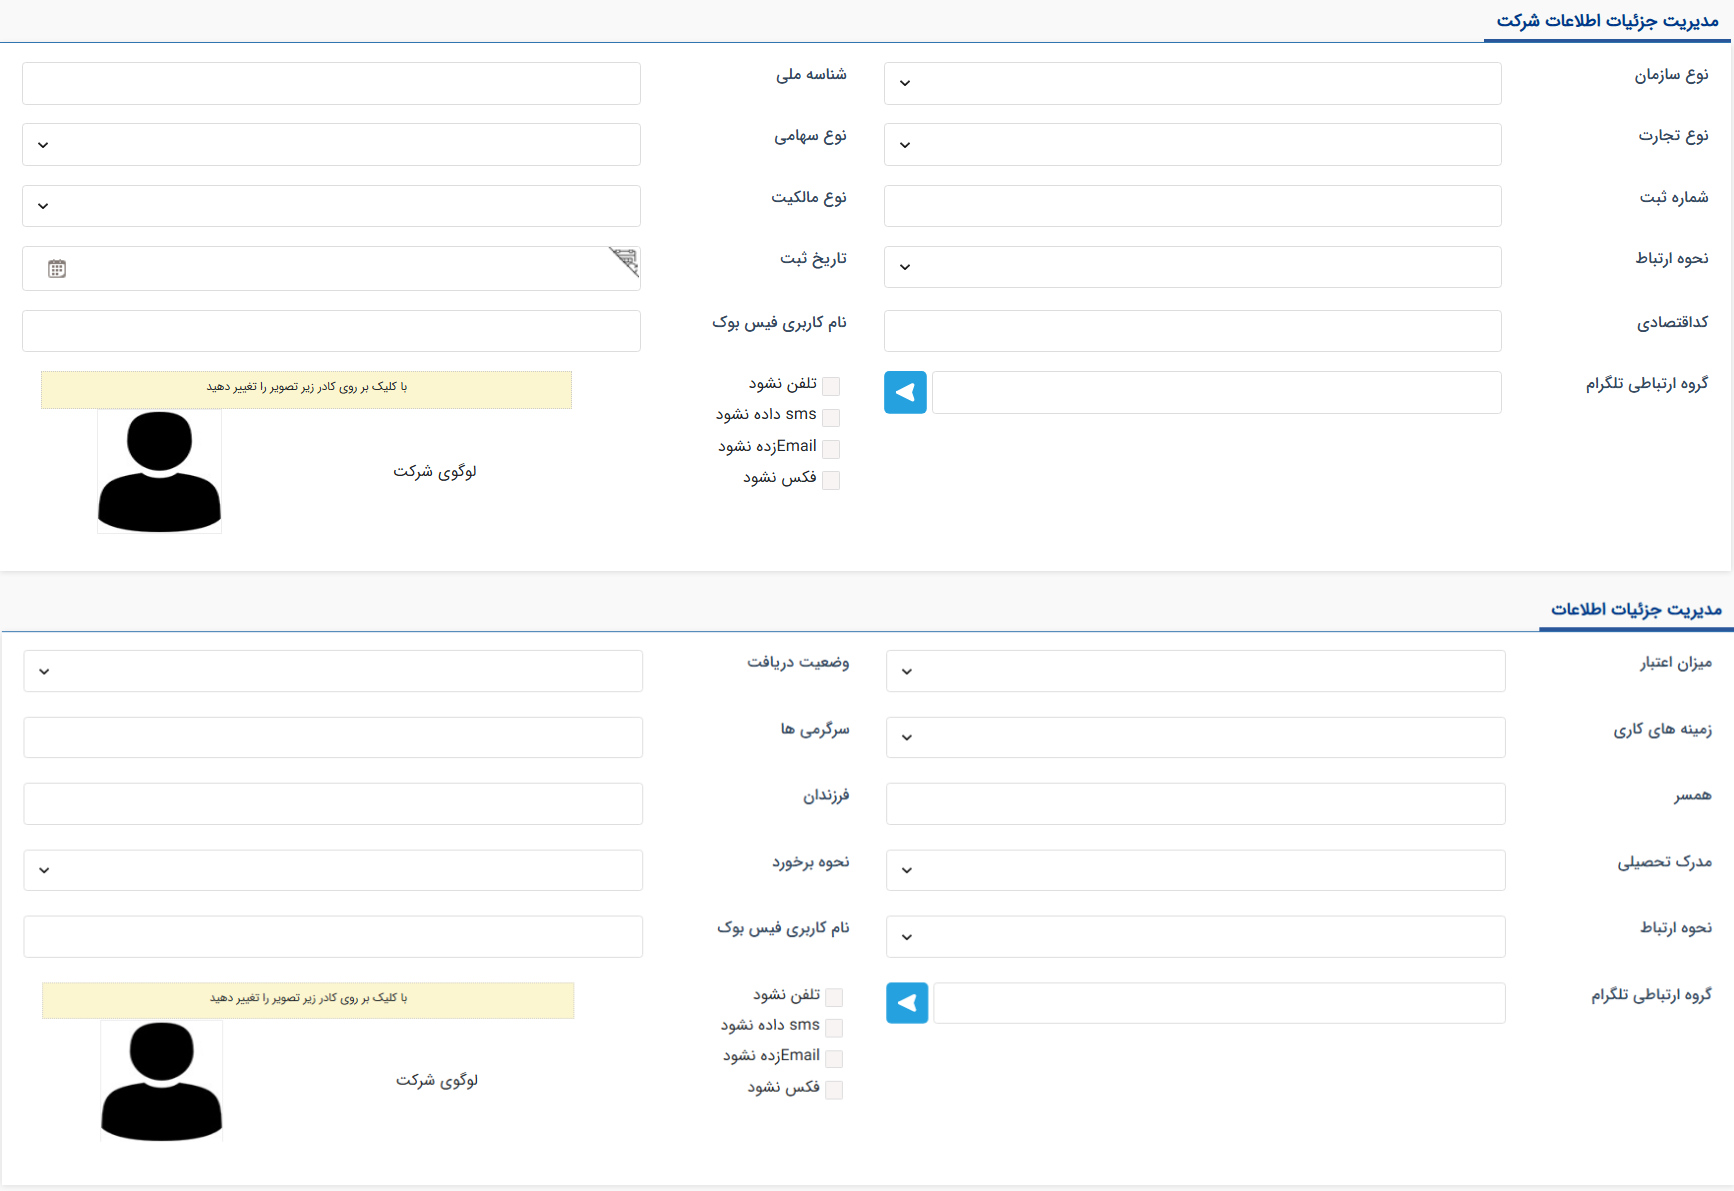 مدیریت جزئیات اطلاعات شرکت
نوع سازمان
شناسه ملی
نوع تجارت
نوع سهامی
شماره ثبت
نوع مالکیت
نحوه ارتباط
تاریخ ثبت
کداقتصادی
نام کاربری فیس بوک
گروه ارتباطی تلگرام
تلفن نشود
sms داده نشود
Emailزده نشود
فکس نشود
با کلیک بر روی کادر زیر تصویر را تغییر دهید
لوگوی شرکت
مدیریت جزئیات اطلاعات
میزان اعتبار
وضعیت دریافت
زمینه های کاری
سرگرمی ها
همسر
فرزندان
مدرک تحصیلی
نحوه برخورد
نحوه ارتباط
نام کاربری فیس بوک
گروه ارتباطی تلگرام
تلفن نشود
sms داده نشود
Emailزده نشود
فکس نشود
با کلیک بر روی کادر زیر تصویر را تغییر دهید
لوگوی شرکت